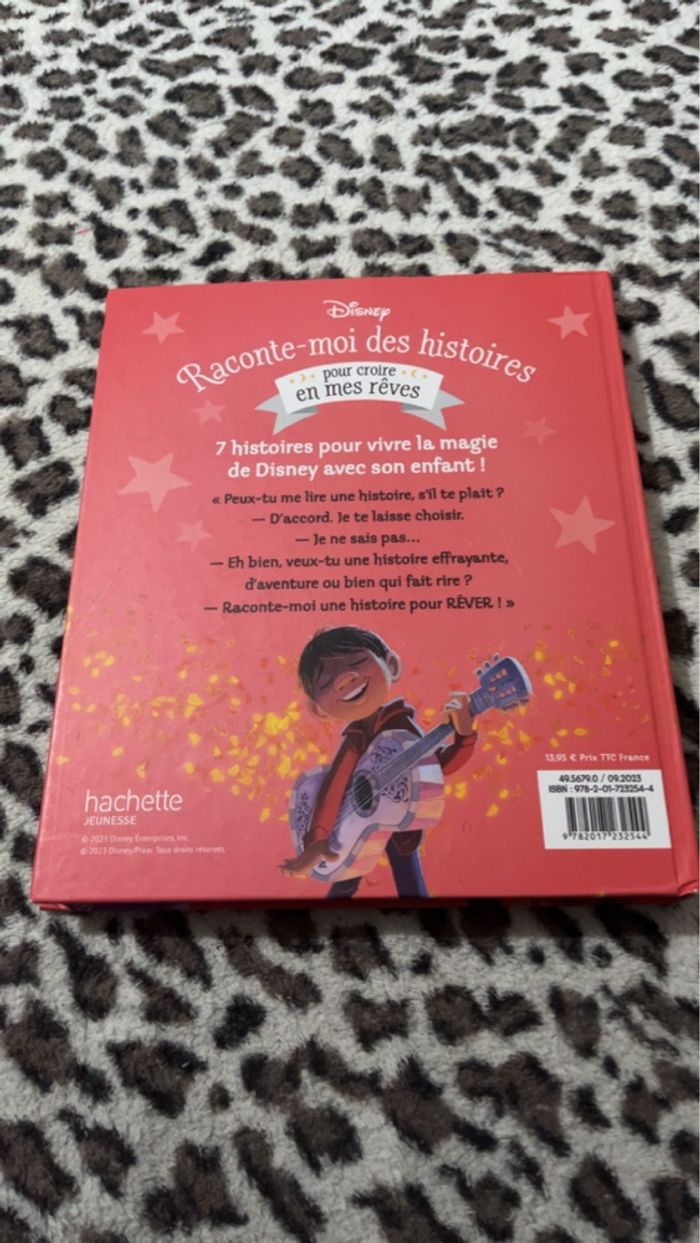 Disney
Raconte-moi des histoires
pour croire
en mes rêves
7 histoires pour vivre la magie
de Disney avec son enfant !
« Peux-tu me lire une histoire, s'il te plait ?
— D'accord. Je te laisse choisir.
— Je ne sais pas...
— Eh bien, veux-tu une histoire effrayante,
d'aventure ou bien qui fait rire ?
— Raconte-moi une histoire pour RÊVER ! »
13,95 € Prix TTC France
49.5679.0 / 09.2023
ISBN : 978-2-01-723254-4
9 782017 232544
hachette
JEUNESSE
© 2023 Disney Enterprises, Inc.
© 2023 Disney/Pixar. Tous droits réservés.